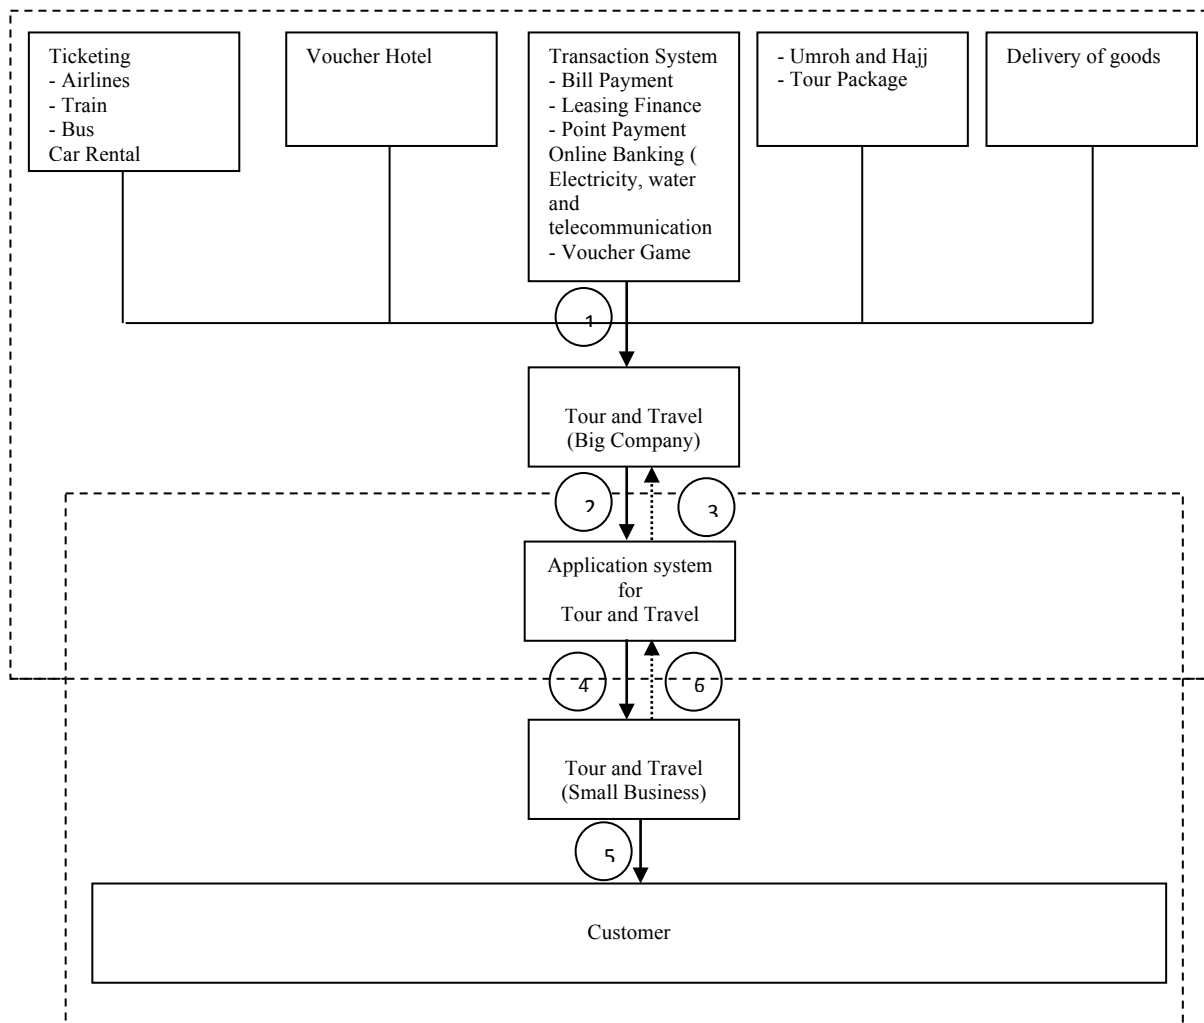 Ticketing
- Airlines
- Train
- Bus
Car Rental
Voucher Hotel
Transaction System
- Bill Payment
- Leasing Finance
- Point Payment
Online Banking (
Electricity, water
and
telecommunication
- Voucher Game
- Umroh and Hajj
- Tour Package
Delivery of goods
1
Tour and Travel
(Big Company)
2
3
Application system
for
Tour and Travel
4
6
Tour and Travel
(Small Business)
5
Customer